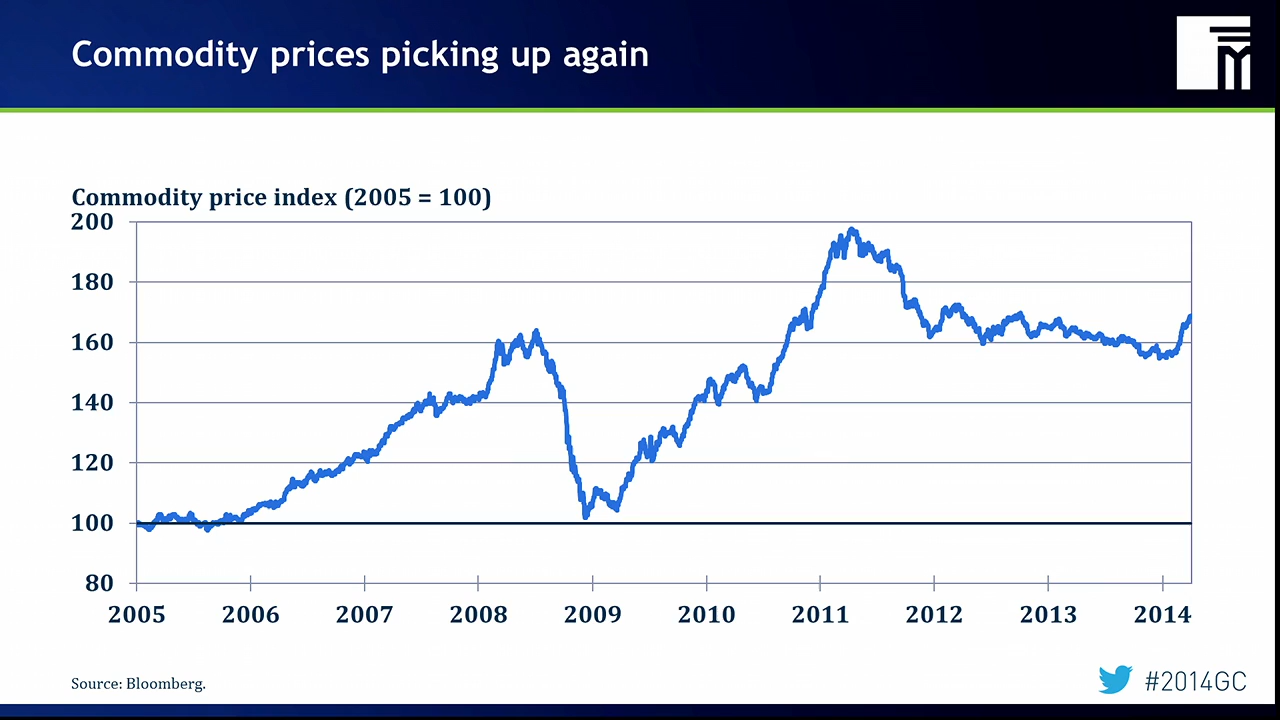 Commodity prices picking up again
Commodity price index (2005 = 100)
200
180
160
140
120
100
80
2005 2006 2007 2008 2009 2010 2011 2012 2013 2014
Source: Bloomberg.
#2014GC